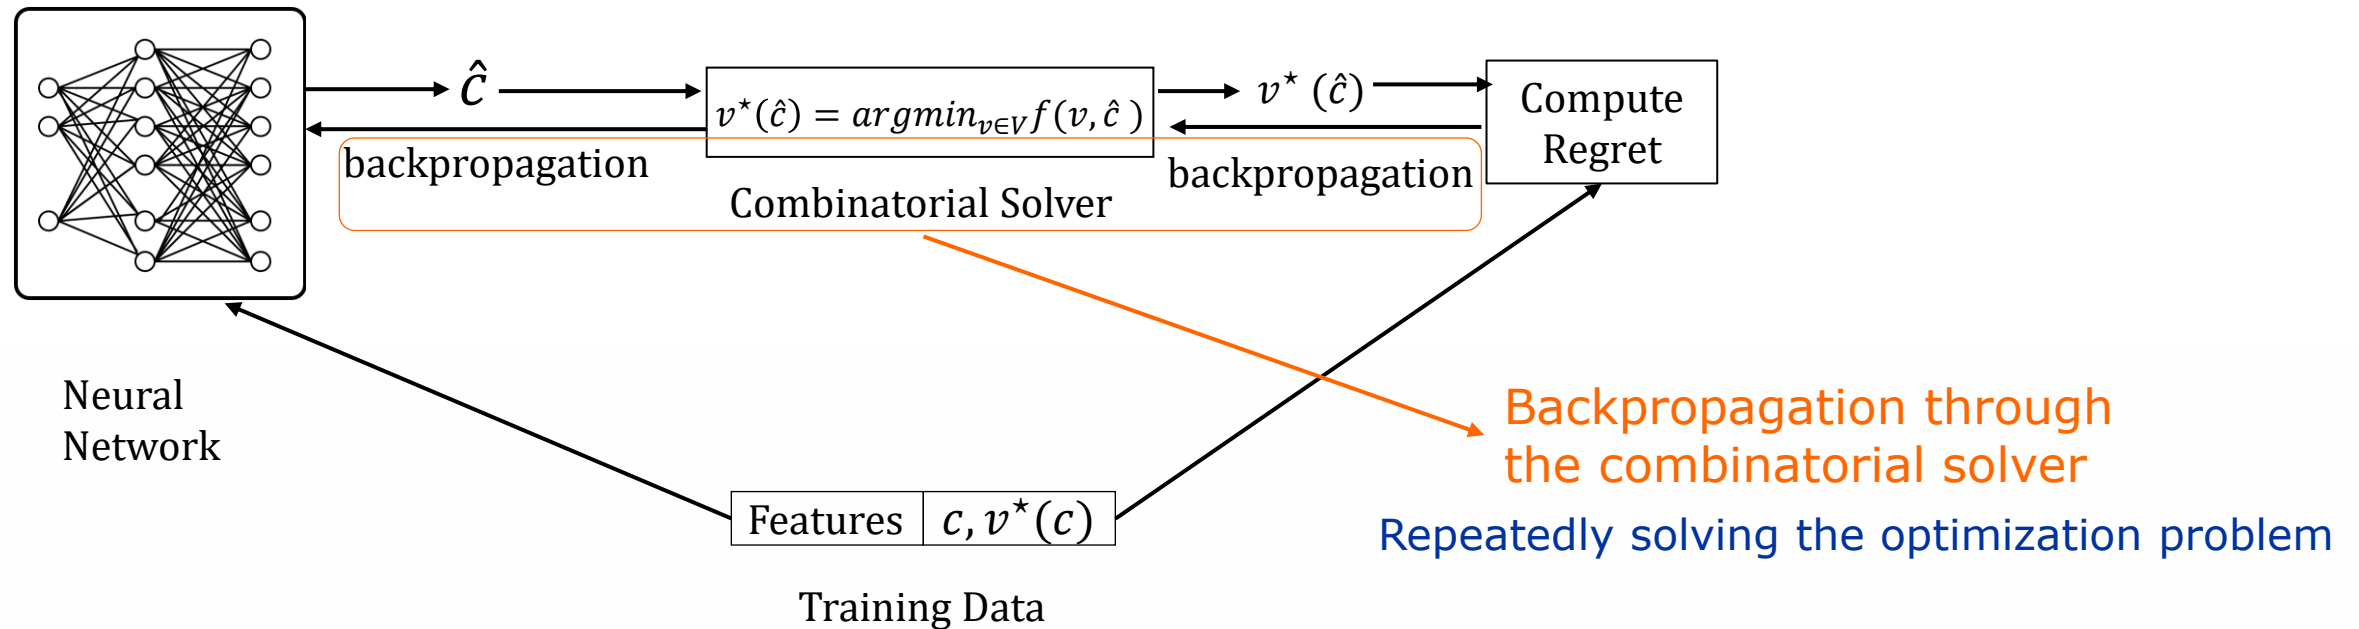 ĉ
v⋆(ĉ) = argmin_{v∈V} f(v, ĉ )
v⋆ (ĉ)
Compute
Regret
backpropagation
backpropagation
Combinatorial Solver
Neural
Network
Backpropagation through
the combinatorial solver
Features
c, v⋆(c)
Repeatedly solving the optimization problem
Training Data